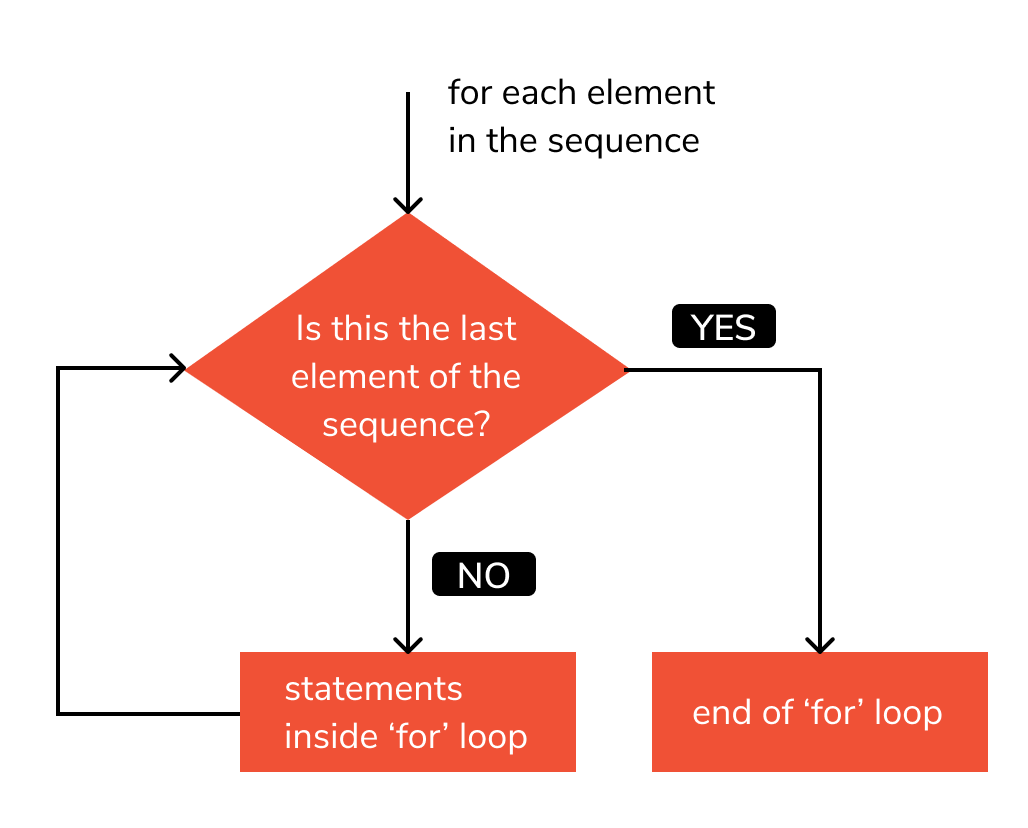 for each element
in the sequence
Is this the last
element of the
sequence?
YES
NO
statements
inside ‘for’ loop
end of ‘for’ loop